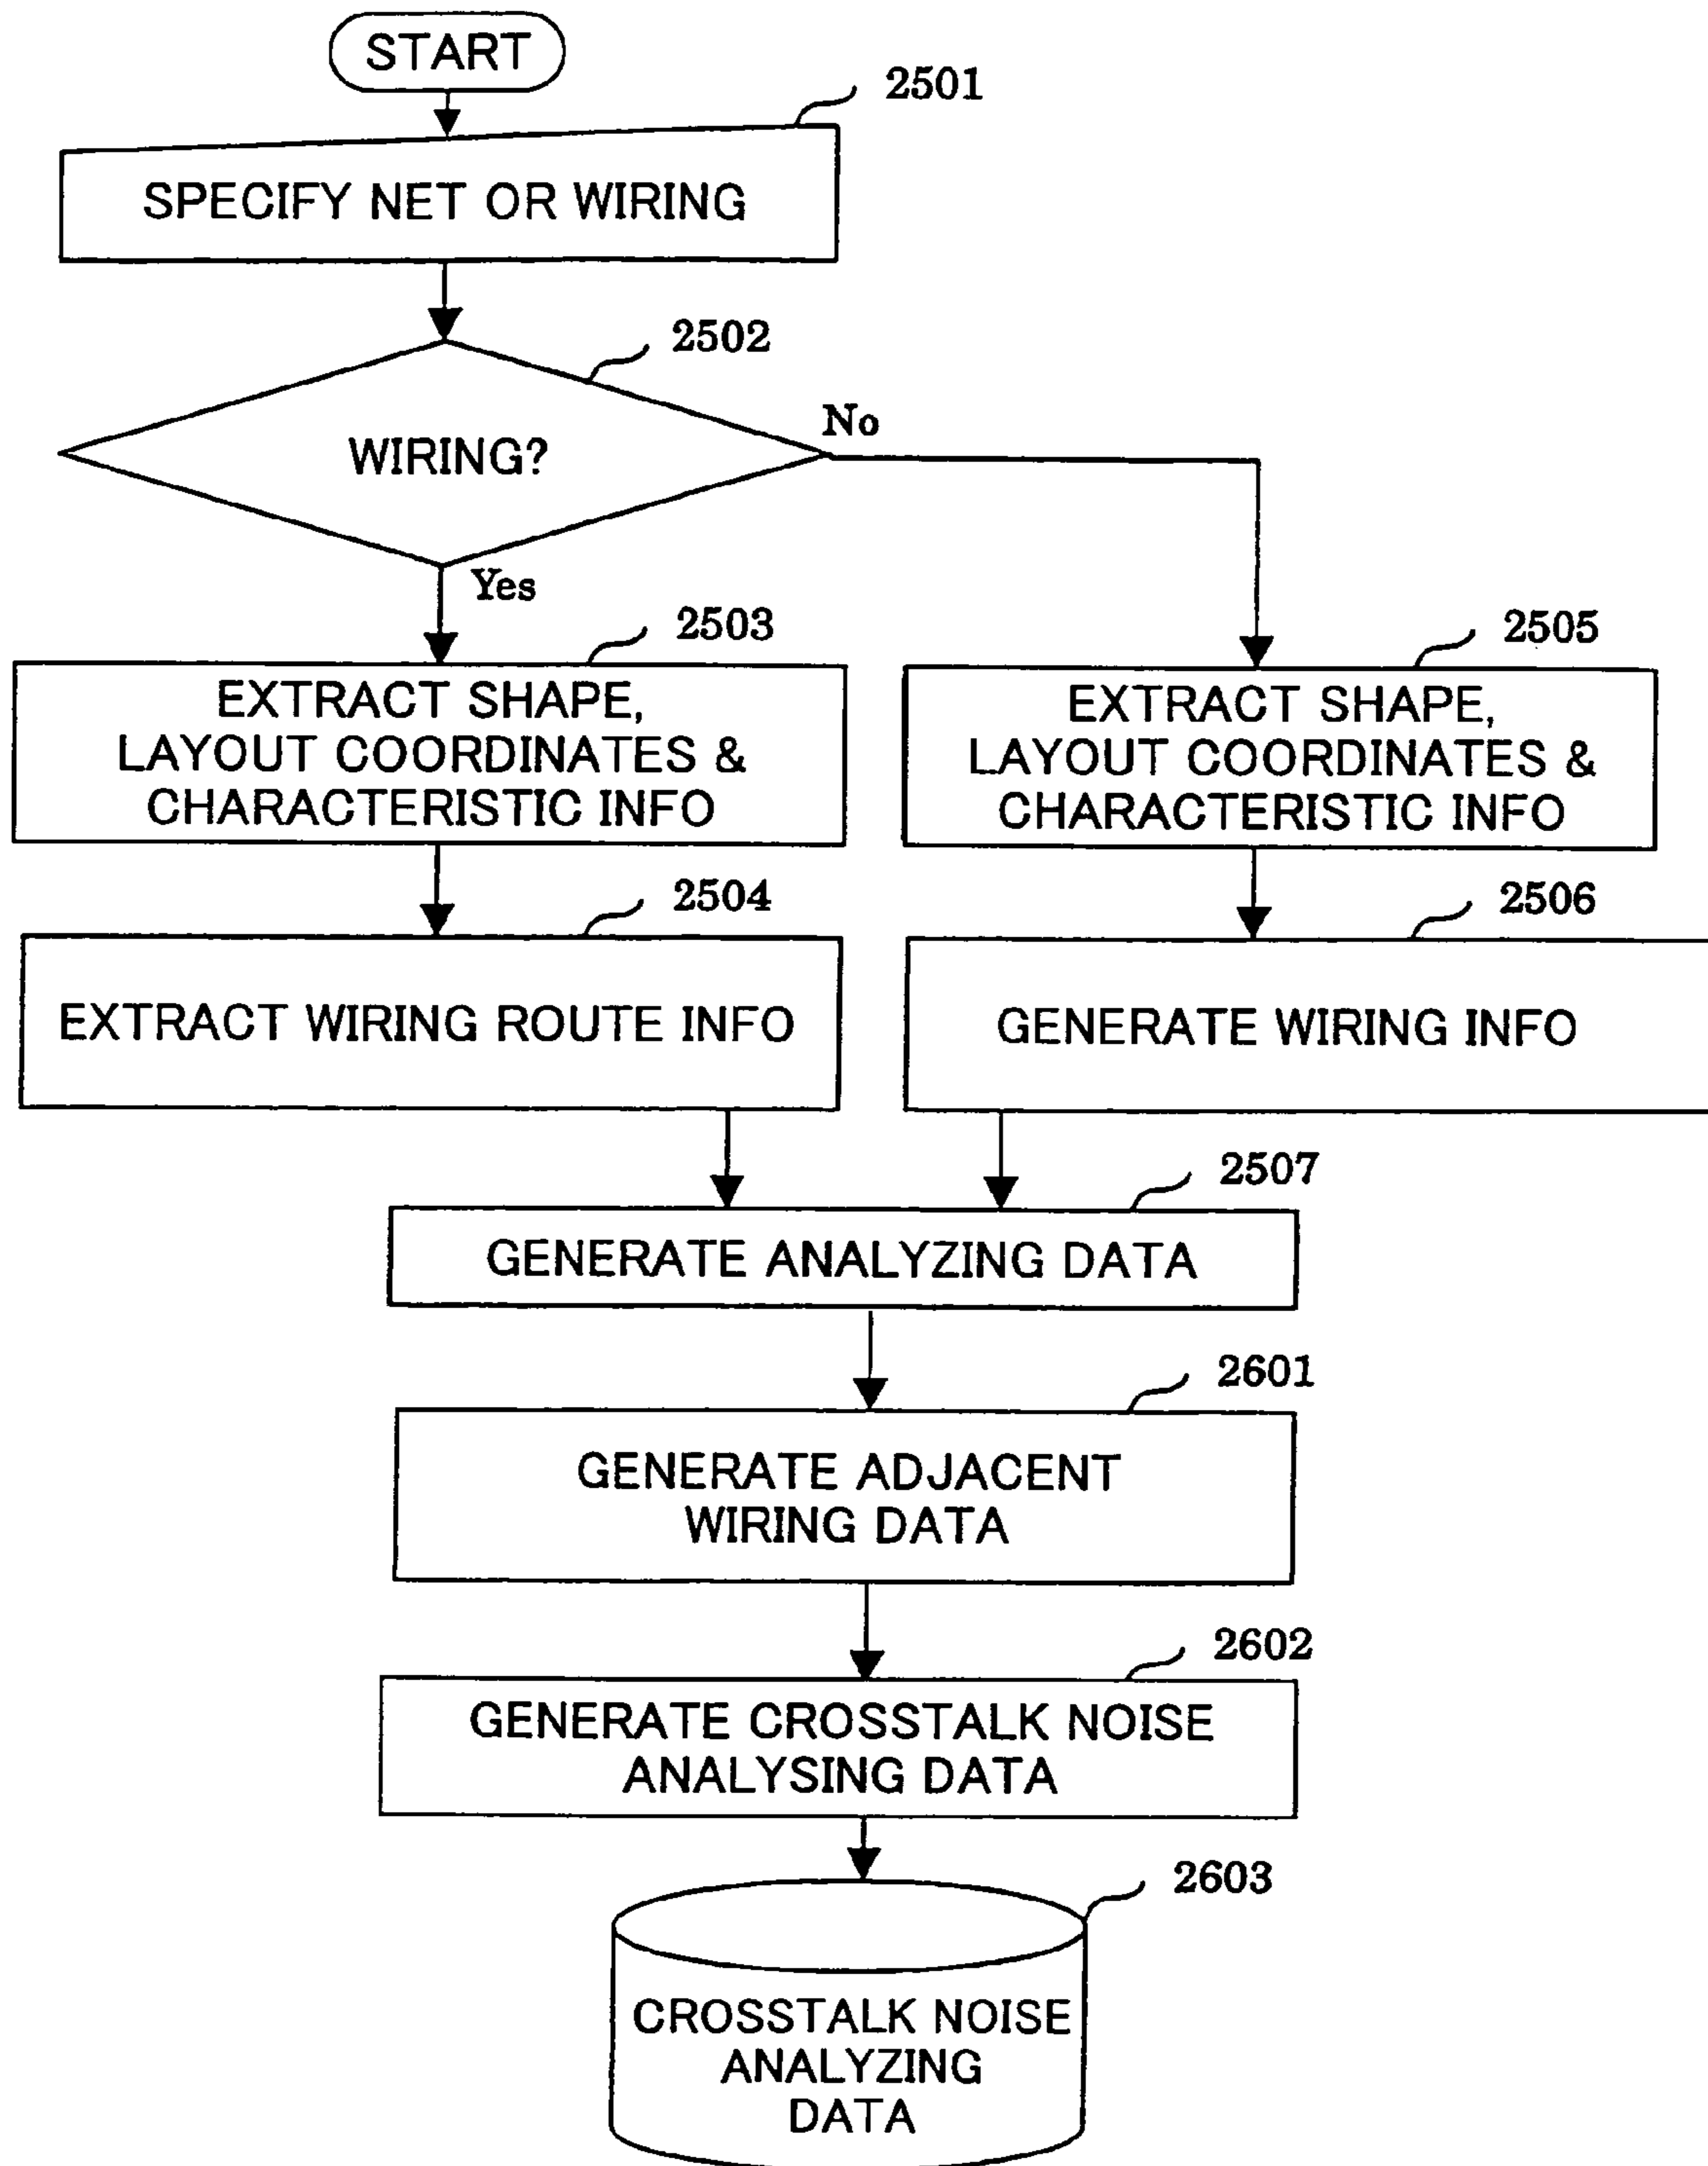 START
2501
SPECIFY NET OR WIRING
2502
WIRING?
No
Yes
2503
EXTRACT SHAPE,
LAYOUT COORDINATES &
CHARACTERISTIC INFO
2505
EXTRACT SHAPE,
LAYOUT COORDINATES &
CHARACTERISTIC INFO
2504
EXTRACT WIRING ROUTE INFO
2506
GENERATE WIRING INFO
2507
GENERATE ANALYZING DATA
2601
GENERATE ADJACENT
WIRING DATA
2602
GENERATE CROSSTALK NOISE
ANALYSING DATA
2603
CROSSTALK NOISE
ANALYZING
DATA